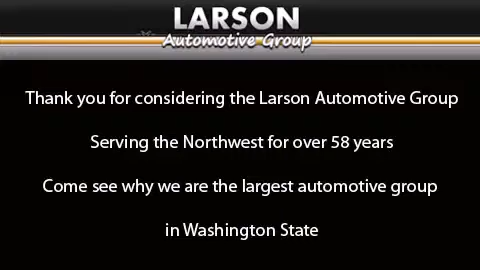 LARSON
Automotive Group
Thank you for considering the Larson Automotive Group
Serving the Northwest for over 58 years
Come see why we are the largest automotive group
in Washington State